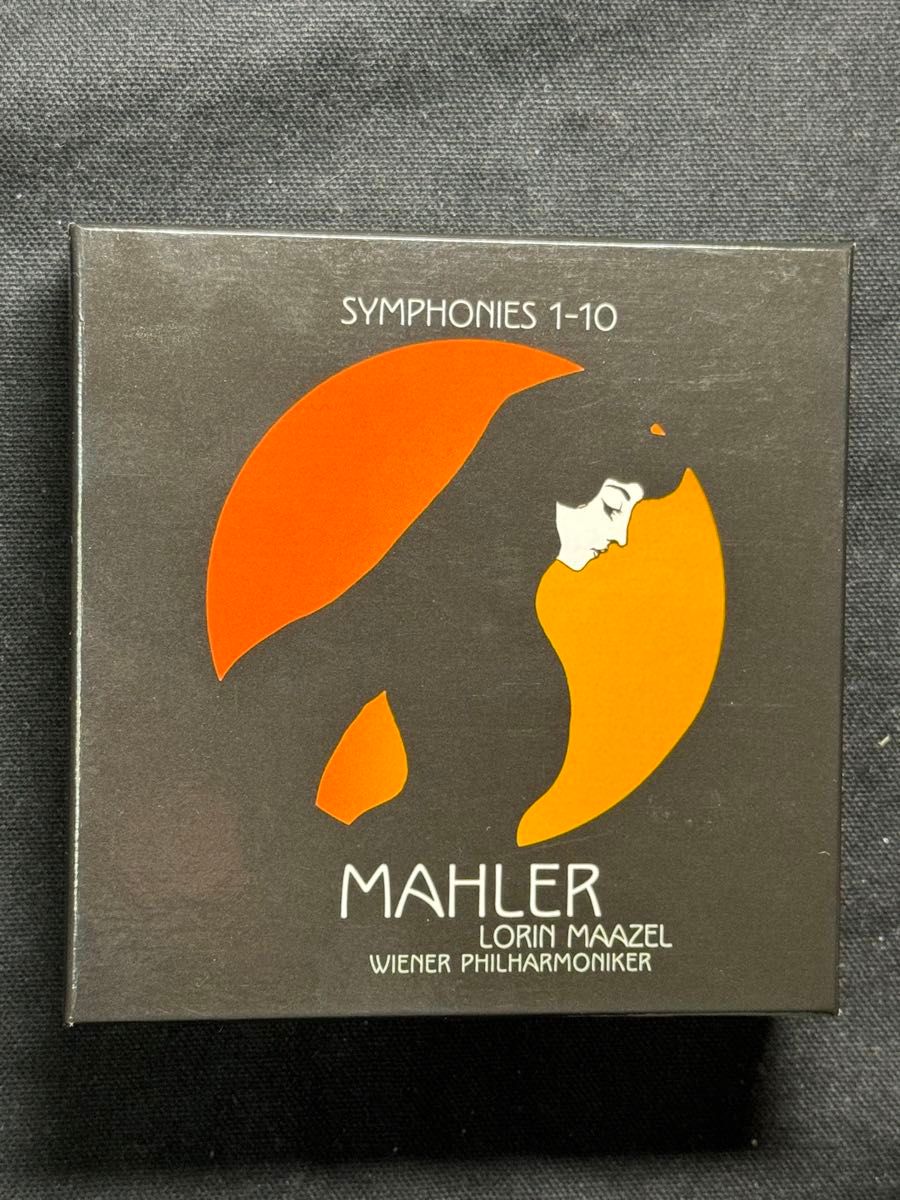 SYMPHONIES 1-10
MAHLER
LORIN MAAZEL
WIENER PHILHARMONIKER